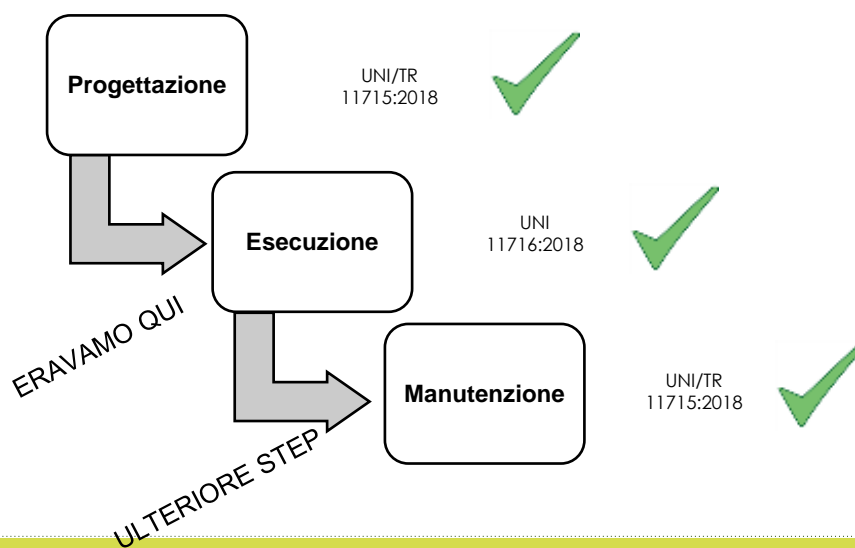 Progettazione
UNI/TR
11715:2018
Esecuzione
UNI
11716:2018
ERAVAMO QUI
Manutenzione
UNI/TR
11715:2018
ULTERIORE STEP